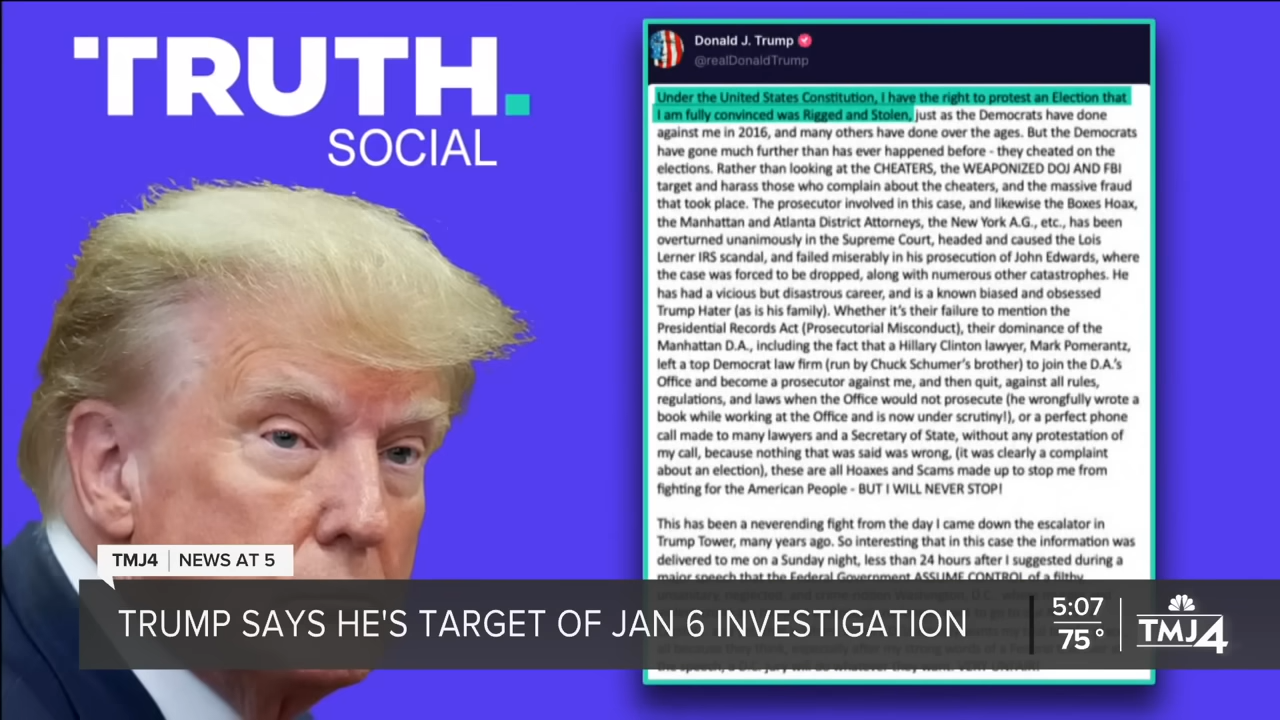 TRUTH.
SOCIAL
Donald J. Trump
@realDonaldTrump
Under the United States Constitution, I have the right to protest an Election that
I am fully convinced was Rigged and Stolen, just as the Democrats have done
against me in 2016, and many others have done over the ages. But the Democrats
have gone much further than has ever happened before - they cheated on the
elections. Rather than looking at the CHEATERS, the WEAPONIZED DOJ AND FBI
target and harass those who complain about the cheaters, and the massive fraud
that took place. The prosecutor involved in this case, and likewise the Boxes Hoax,
the Manhattan and Atlanta District Attorneys, the New York A.G., etc., has been
overturned unanimously in the Supreme Court, headed and caused the Lois
Lerner IRS scandal, and failed miserably in his prosecution of John Edwards, where
the case was forced to be dropped, along with numerous other catastrophes. He
has had a vicious but disastrous career, and is a known biased and obsessed
Trump Hater (as is his family). Whether it's their failure to mention the
Presidential Records Act (Prosecutorial Misconduct), their dominance of the
Manhattan D.A., including the fact that a Hillary Clinton lawyer, Mark Pomerantz,
left a top Democrat law firm (run by Chuck Schumer's brother) to join the D.A.'s
Office and become a prosecutor against me, and then quit, against all rules,
regulations, and laws when the Office would not prosecute (he wrongfully wrote a
book while working at the Office and is now under scrutiny!), or a perfect phone
call made to many lawyers and a Secretary of State, without any protestation of
my call, because nothing that was said was wrong, (it was clearly a complaint
about an election), these are all Hoaxes and Scams made up to stop me from
fighting for the American People - BUT I WILL NEVER STOP!
This has been a neverending fight from the day I came down the escalator in
Trump Tower, many years ago. So interesting that in this case the information was
delivered to me on a Sunday night, less than 24 hours after I suggested during a
major speech that the Federal Government ASSUME CONTROL of a filthy,
TMJ4 | NEWS AT 5
TRUMP SAYS HE'S TARGET OF JAN 6 INVESTIGATION
5:07
75°
TMJ4